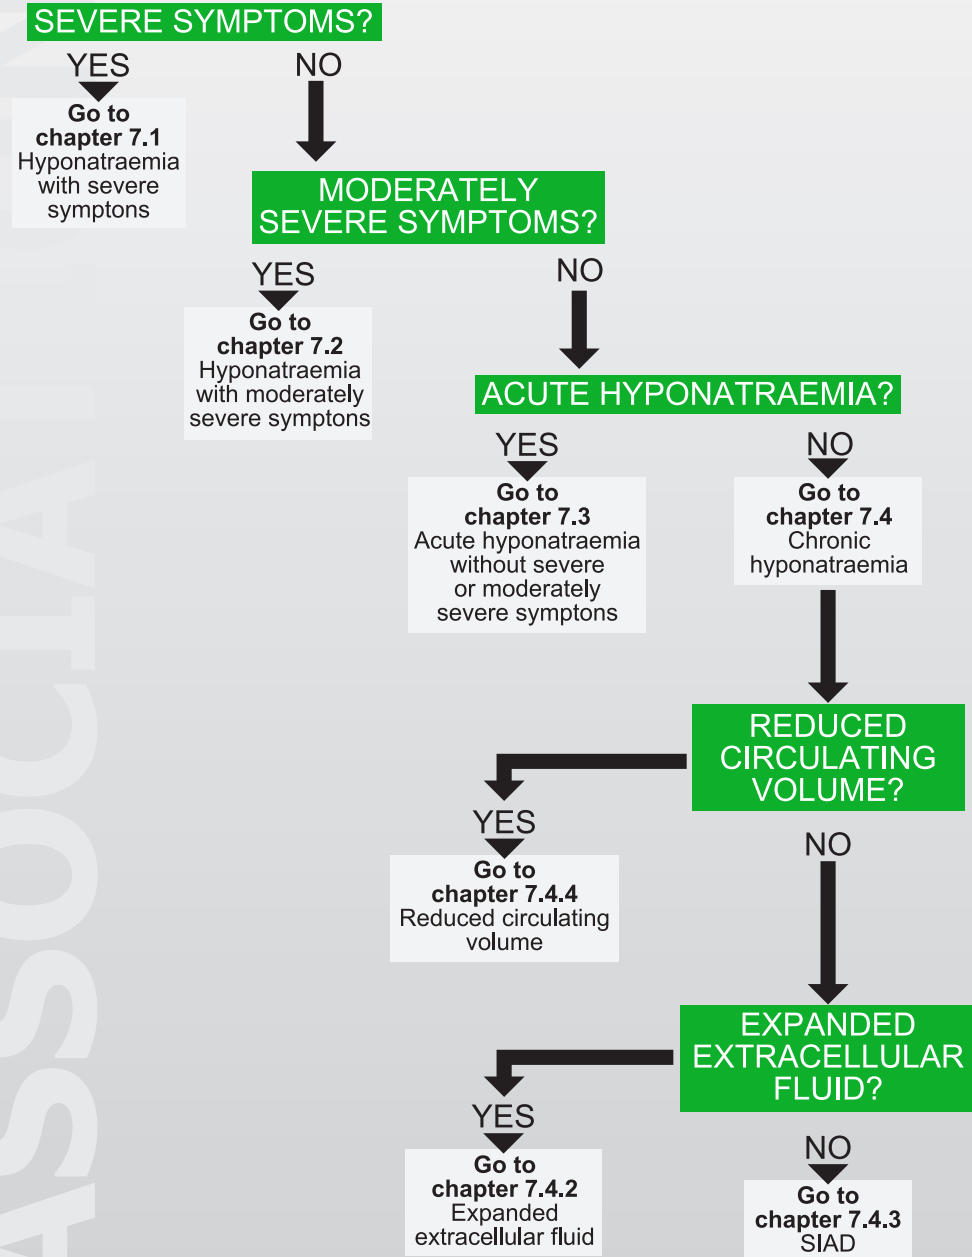 SEVERE SYMPTOMS?
YES
NO
Go to
chapter 7.1
Hyponatraemia
with severe
symptons
MODERATELY
SEVERE SYMPTOMS?
YES
NO
Go to
chapter 7.2
Hyponatraemia
with moderately
severe symptons
ACUTE HYPONATRAEMIA?
YES
NO
Go to
chapter 7.3
Acute hyponatraemia
without severe
or moderately
severe symptons
Go to
chapter 7.4
Chronic
hyponatraemia
REDUCED
CIRCULATING
VOLUME?
YES
NO
Go to
chapter 7.4.4
Reduced circulating
volume
EXPANDED
EXTRACELLULAR
FLUID?
YES
NO
Go to
chapter 7.4.2
Expanded
extracellular fluid
Go to
chapter 7.4.3
SIAD